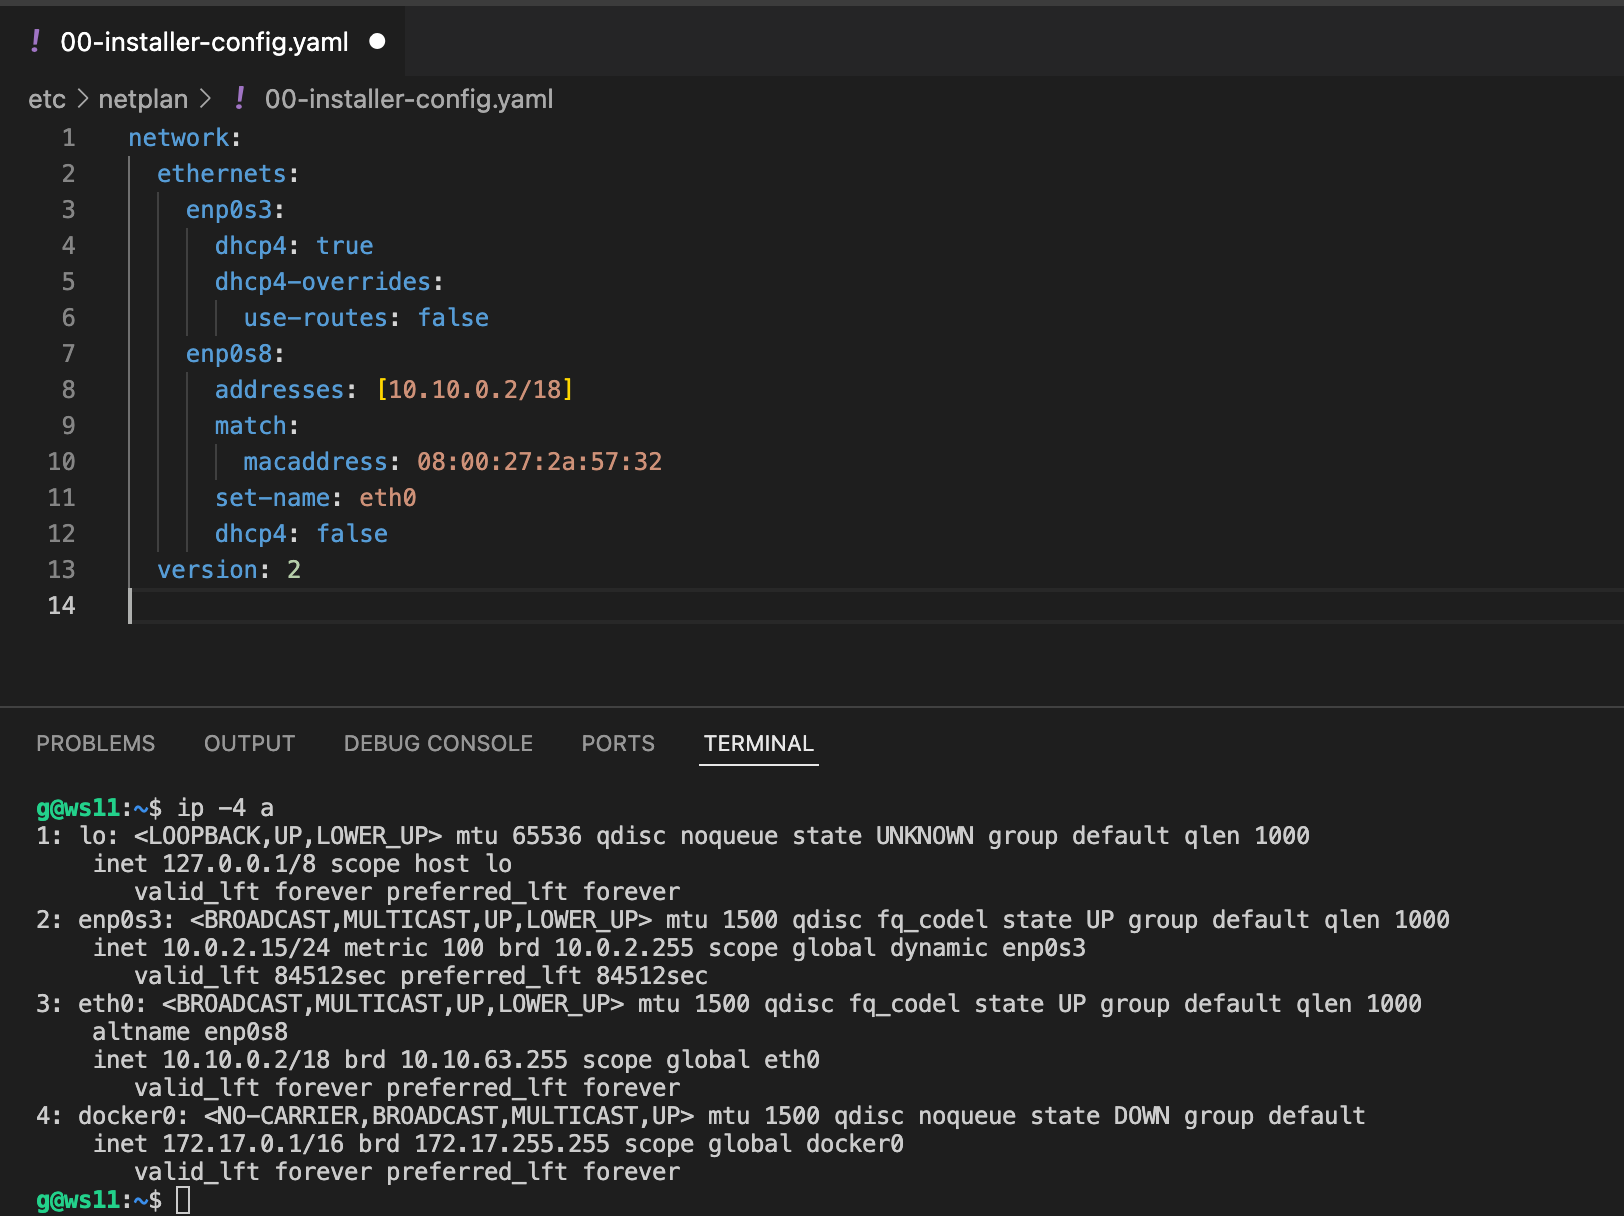 ! 00-installer-config.yaml ●
etc > netplan > ! 00-installer-config.yaml
1 network:
2   ethernets:
3     enp0s3:
4       dhcp4: true
5       dhcp4-overrides:
6         use-routes: false
7     enp0s8:
8       addresses: [10.10.0.2/18]
9       match:
10         macaddress: 08:00:27:2a:57:32
11       set-name: eth0
12       dhcp4: false
13   version: 2
14
PROBLEMS OUTPUT DEBUG CONSOLE PORTS TERMINAL
g@ws11:~$ ip -4 a
1: lo: <LOOPBACK,UP,LOWER_UP> mtu 65536 qdisc noqueue state UNKNOWN group default qlen 1000
    inet 127.0.0.1/8 scope host lo
       valid_lft forever preferred_lft forever
2: enp0s3: <BROADCAST,MULTICAST,UP,LOWER_UP> mtu 1500 qdisc fq_codel state UP group default qlen 1000
    inet 10.0.2.15/24 metric 100 brd 10.0.2.255 scope global dynamic enp0s3
       valid_lft 84512sec preferred_lft 84512sec
3: eth0: <BROADCAST,MULTICAST,UP,LOWER_UP> mtu 1500 qdisc fq_codel state UP group default qlen 1000
    altname enp0s8
    inet 10.10.0.2/18 brd 10.10.63.255 scope global eth0
       valid_lft forever preferred_lft forever
4: docker0: <NO-CARRIER,BROADCAST,MULTICAST,UP> mtu 1500 qdisc noqueue state DOWN group default
    inet 172.17.0.1/16 brd 172.17.255.255 scope global docker0
       valid_lft forever preferred_lft forever
g@ws11:~$